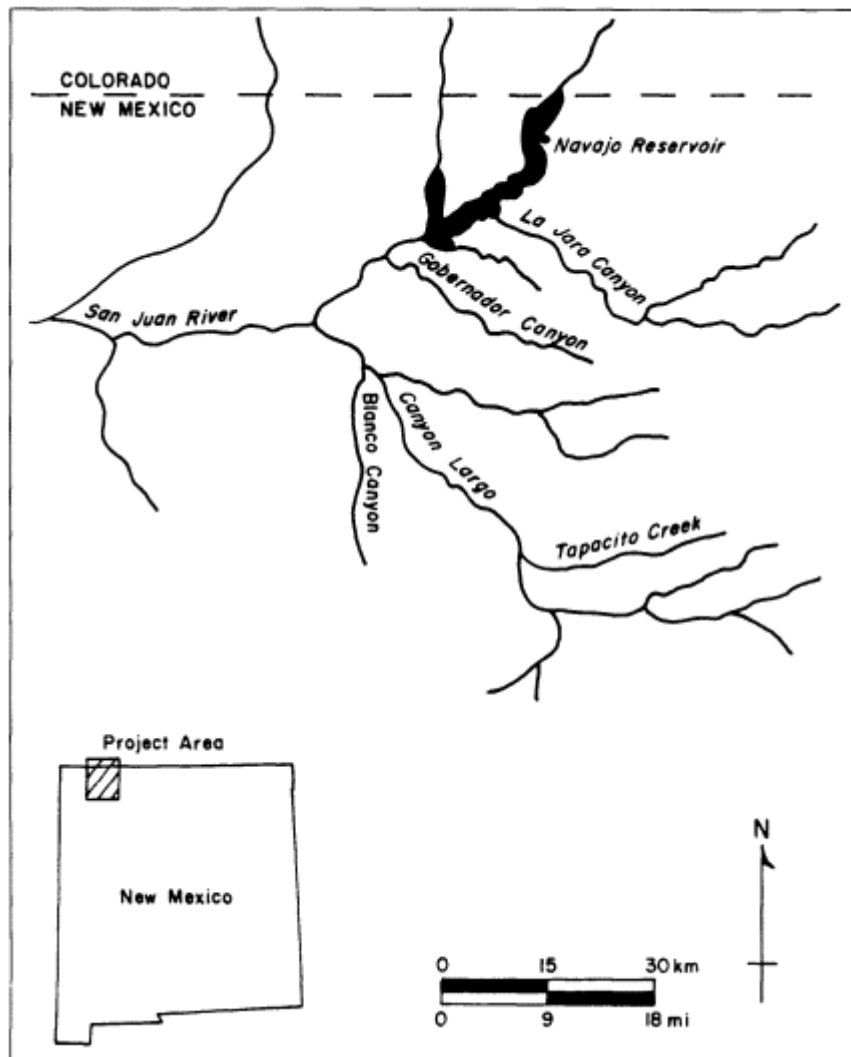 COLORADO
NEW MEXICO
Navajo Reservoir
La Jara Canyon
Gobernador Canyon
San Juan River
Blanco Canyon
Canyon Largo
Tapacito Creek
Project Area
New Mexico
N
0 15 30 km
0 9 18 mi